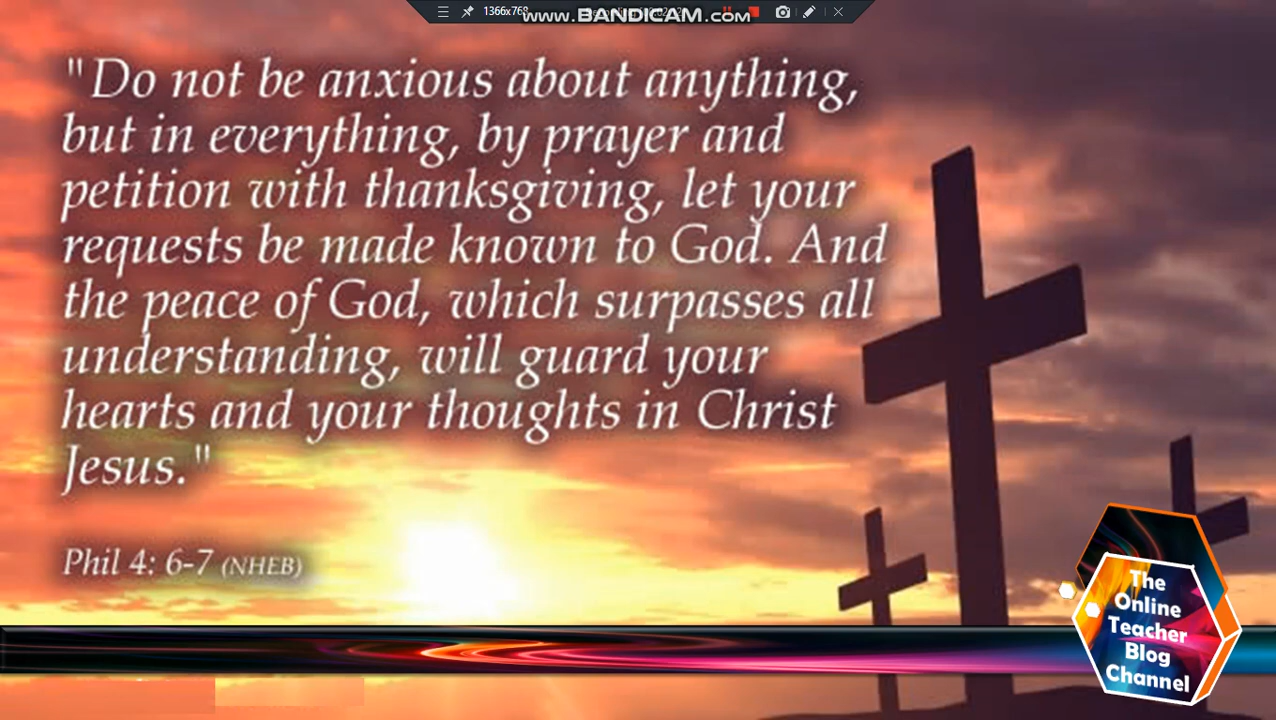 1366x768
www.BANDICAM.com
"Do not be anxious about anything,
but in everything, by prayer and
petition with thanksgiving, let your
requests be made known to God. And
the peace of God, which surpasses all
understanding, will guard your
hearts and your thoughts in Christ
Jesus."
Phil 4: 6-7 (NHEB)
The
Online
Teacher
Blog
Channel